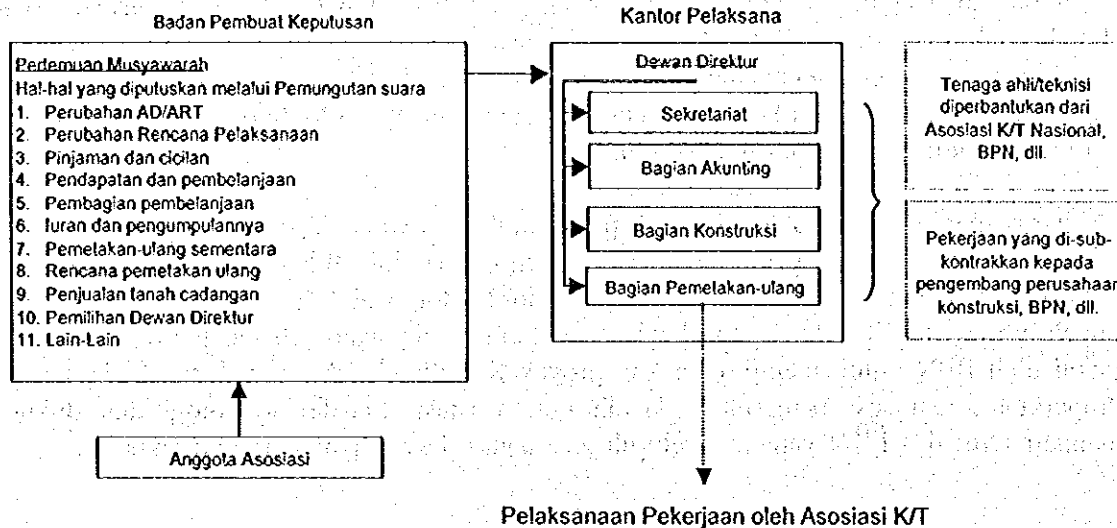 Badan Pembuat Keputusan
Pertemuan Musyawarah
Hal-hal yang diputuskan melalui Pemungutan suara
1. Perubahan AD/ART
2. Perubahan Rencana Pelaksanaan
3. Pinjaman dan cicilan
4. Pendapatan dan pembelanjaan
5. Pembagian pembelanjaan
6. Iuran dan pengumpulannya
7. Pemetakan-ulang sementara
8. Rencana pemetakan ulang
9. Penjualan tanah cadangan
10. Pemilihan Dewan Direktur
11. Lain-Lain
Anggota Asosiasi
Kantor Pelaksana
Dewan Direktur
Sekretariat
Bagian Akunting
Bagian Konstruksi
Bagian Pemetakan-ulang
Tenaga ahli/teknisi
diperbantukan dari
Asosiasi K/T Nasional,
BPN, dll.
Pekerjaan yang di-sub-
kontrakkan kepada
pengembang perusahaar
konstruksi, BPN, dll.
Pelaksanaan Pekerjaan oleh Asosiasi K/T